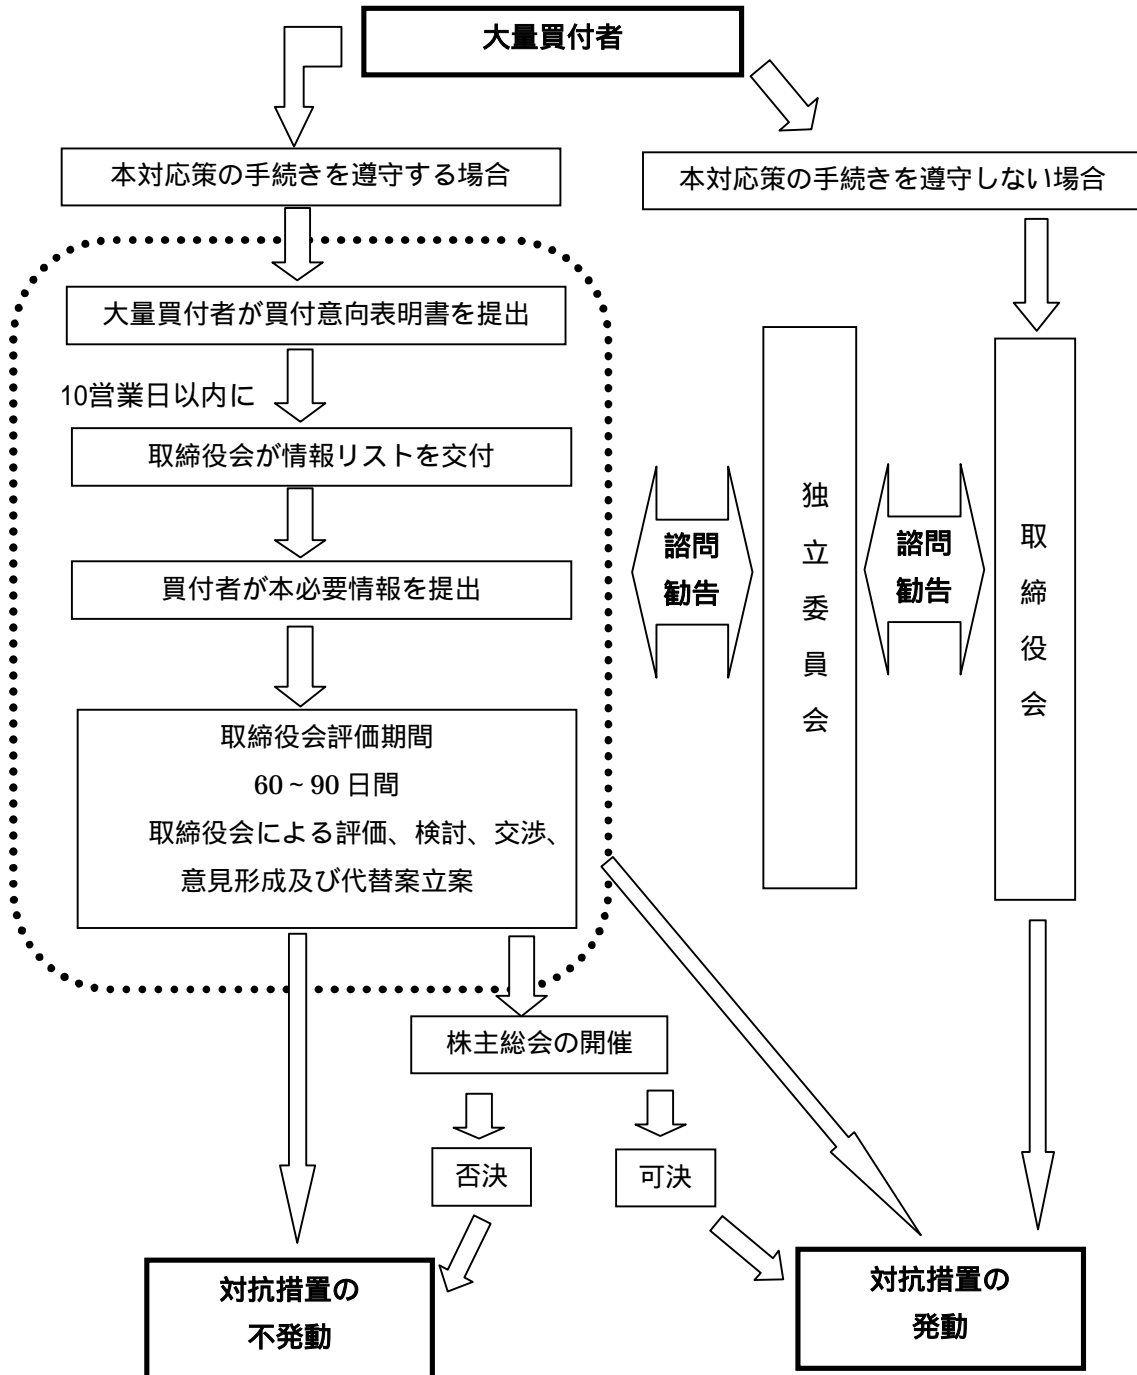 大量買付者
本対応策の手続きを遵守する場合
本対応策の手続きを遵守しない場合
大量買付者が買付意向表明書を提出
10営業日以内に
取締役会が情報リストを交付
買付者が本必要情報を提出
取締役会評価期間
60~90日間
取締役会による評価、検討、交渉、
意見形成及び代替案立案
諮問
勧告
独立委員会
諮問
勧告
取締役会
株主総会の開催
否決
可決
対抗措置の
不発動
対抗措置の
発動